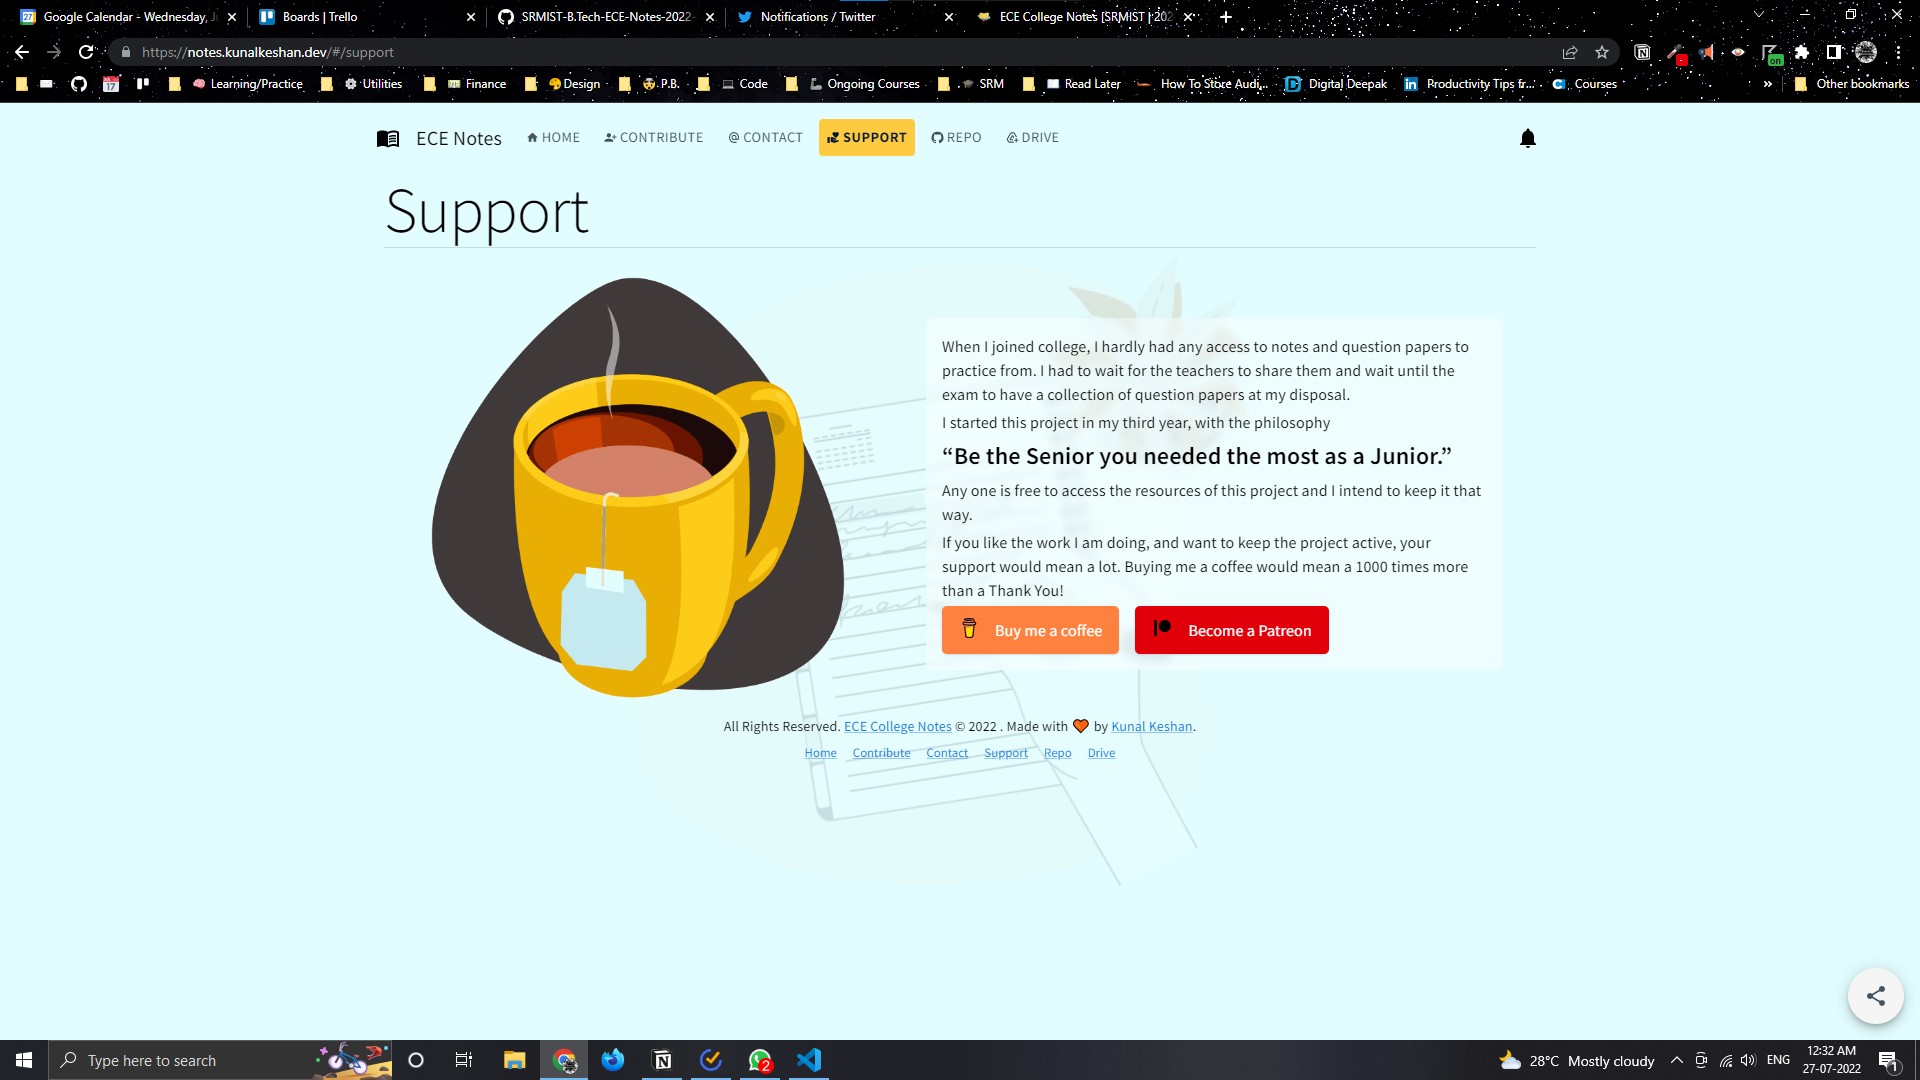 Google Calendar - Wednesday, J
Boards | Trello
SRMIST-B.Tech-ECE-Notes-2022-
Notifications / Twitter
ECE College Notes [SRMIST | 202
https://notes.kunalkeshan.dev/#/support
on
17
Learning/Practice
Utilities
Finance
Design
P.B.
Code
Ongoing Courses
SRM
Read Later
How To Store Audi...
Digital Deepak
Productivity Tips fr...
Courses
»
Other bookmarks
ECE Notes
HOME
CONTRIBUTE
CONTACT
SUPPORT
REPO
DRIVE
Support
When I joined college, I hardly had any access to notes and question papers to
practice from. I had to wait for the teachers to share them and wait until the
exam to have a collection of question papers at my disposal.
I started this project in my third year, with the philosophy
“Be the Senior you needed the most as a Junior.”
Any one is free to access the resources of this project and I intend to keep it that
way.
If you like the work I am doing, and want to keep the project active, your
support would mean a lot. Buying me a coffee would mean a 1000 times more
than a Thank You!
Buy me a coffee
Become a Patreon
All Rights Reserved. ECE College Notes © 2022 . Made with 🧡 by Kunal Keshan.
Home Contribute Contact Support Repo Drive
Type here to search
2
28°C Mostly cloudy
ENG
12:32 AM
27-07-2022
1